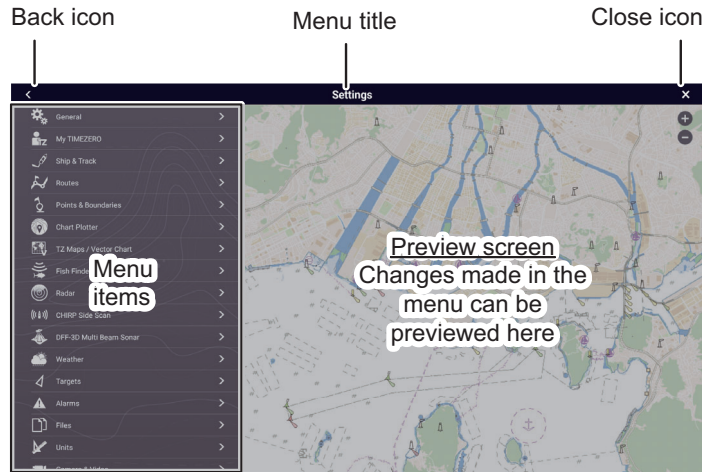 Back icon
Menu title
Close icon
Settings
General
My TIMEZERO
Ship & Track
Routes
Points & Boundaries
Chart Plotter
TZ Maps / Vector Chart
Fish Finder
Radar
CHIRP Side Scan
DFF-3D Multi Beam Sonar
Weather
Targets
Alarms
Files
Units
Camera & Video
Menu
items
Preview screen
Changes made in the
menu can be
previewed here